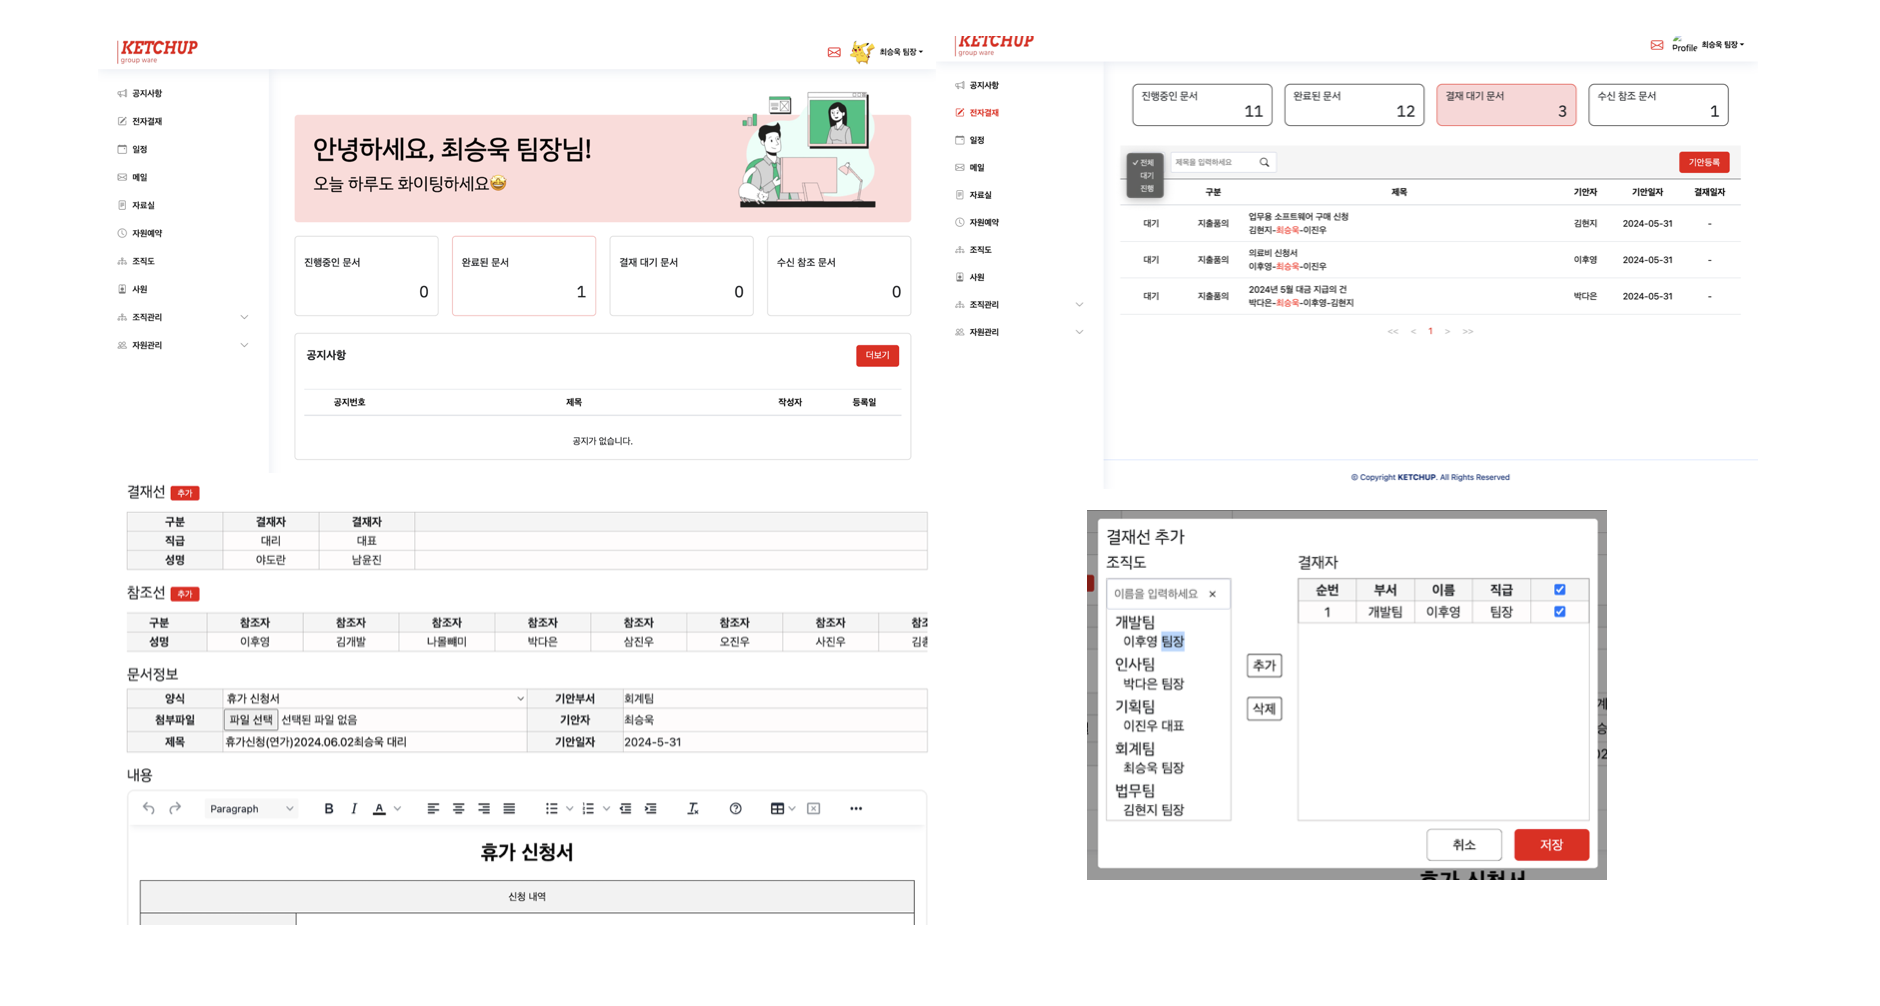 KETCHUP
group ware
최승욱 팀장
공지사항
전자결재
일정
메일
자료실
자원예약
조직도
사원
조직관리
자원관리
안녕하세요, 최승욱 팀장님!
오늘 하루도 화이팅하세요🤩
진행중인 문서
0
완료된 문서
1
결재 대기 문서
0
수신 참조 문서
0
공지사항
더보기
공지번호 제목 작성자 등록일
공지가 없습니다.
KETCHUP
group ware
Profile 최승욱 팀장
공지사항
전자결재
일정
메일
자료실
자원예약
조직도
사원
조직관리
자원관리
진행중인 문서
11
완료된 문서
12
결재 대기 문서
3
수신 참조 문서
1
✓ 전체
대기
진행
제목을 입력하세요
기안등록
구분 제목 기안자 기안일자 결재일자
대기 지출품의 업무용 소프트웨어 구매 신청 김현지 2024-05-31 -
김현지-최승욱-이진우
대기 지출품의 의료비 신청서 이후영 2024-05-31 -
이후영-최승욱-이진우
대기 지출품의 2024년 5월 대금 지급의 건 박다은 2024-05-31 -
박다은-최승욱-이후영-김현지
<< < 1 > >>
© Copyright KETCHUP. All Rights Reserved
결재선 추가
구분 결재자 결재자
직급 대리 대표
성명 야도란 남윤진
참조선 추가
구분 참조자 참조자 참조자 참조자 참조자 참조자 참조자
성명 이후영 김개발 나몰빼미 박다은 삼진우 오진우 사진우
문서정보
양식 휴가 신청서 기안부서 회계팀
첨부파일 파일 선택 선택된 파일 없음 기안자 최승욱
제목 휴가신청(연가)2024.06.02최승욱 대리 기안일자 2024-5-31
내용
Paragraph B I A
휴가 신청서
신청 내역
결재선 추가
조직도
이름을 입력하세요 ×
개발팀
이후영 팀장
인사팀
박다은 팀장
기획팀
이진우 대표
회계팀
최승욱 팀장
법무팀
김현지 팀장
추가
삭제
결재자
순번 부서 이름 직급
1 개발팀 이후영 팀장
취소
저장
휴가 신청서